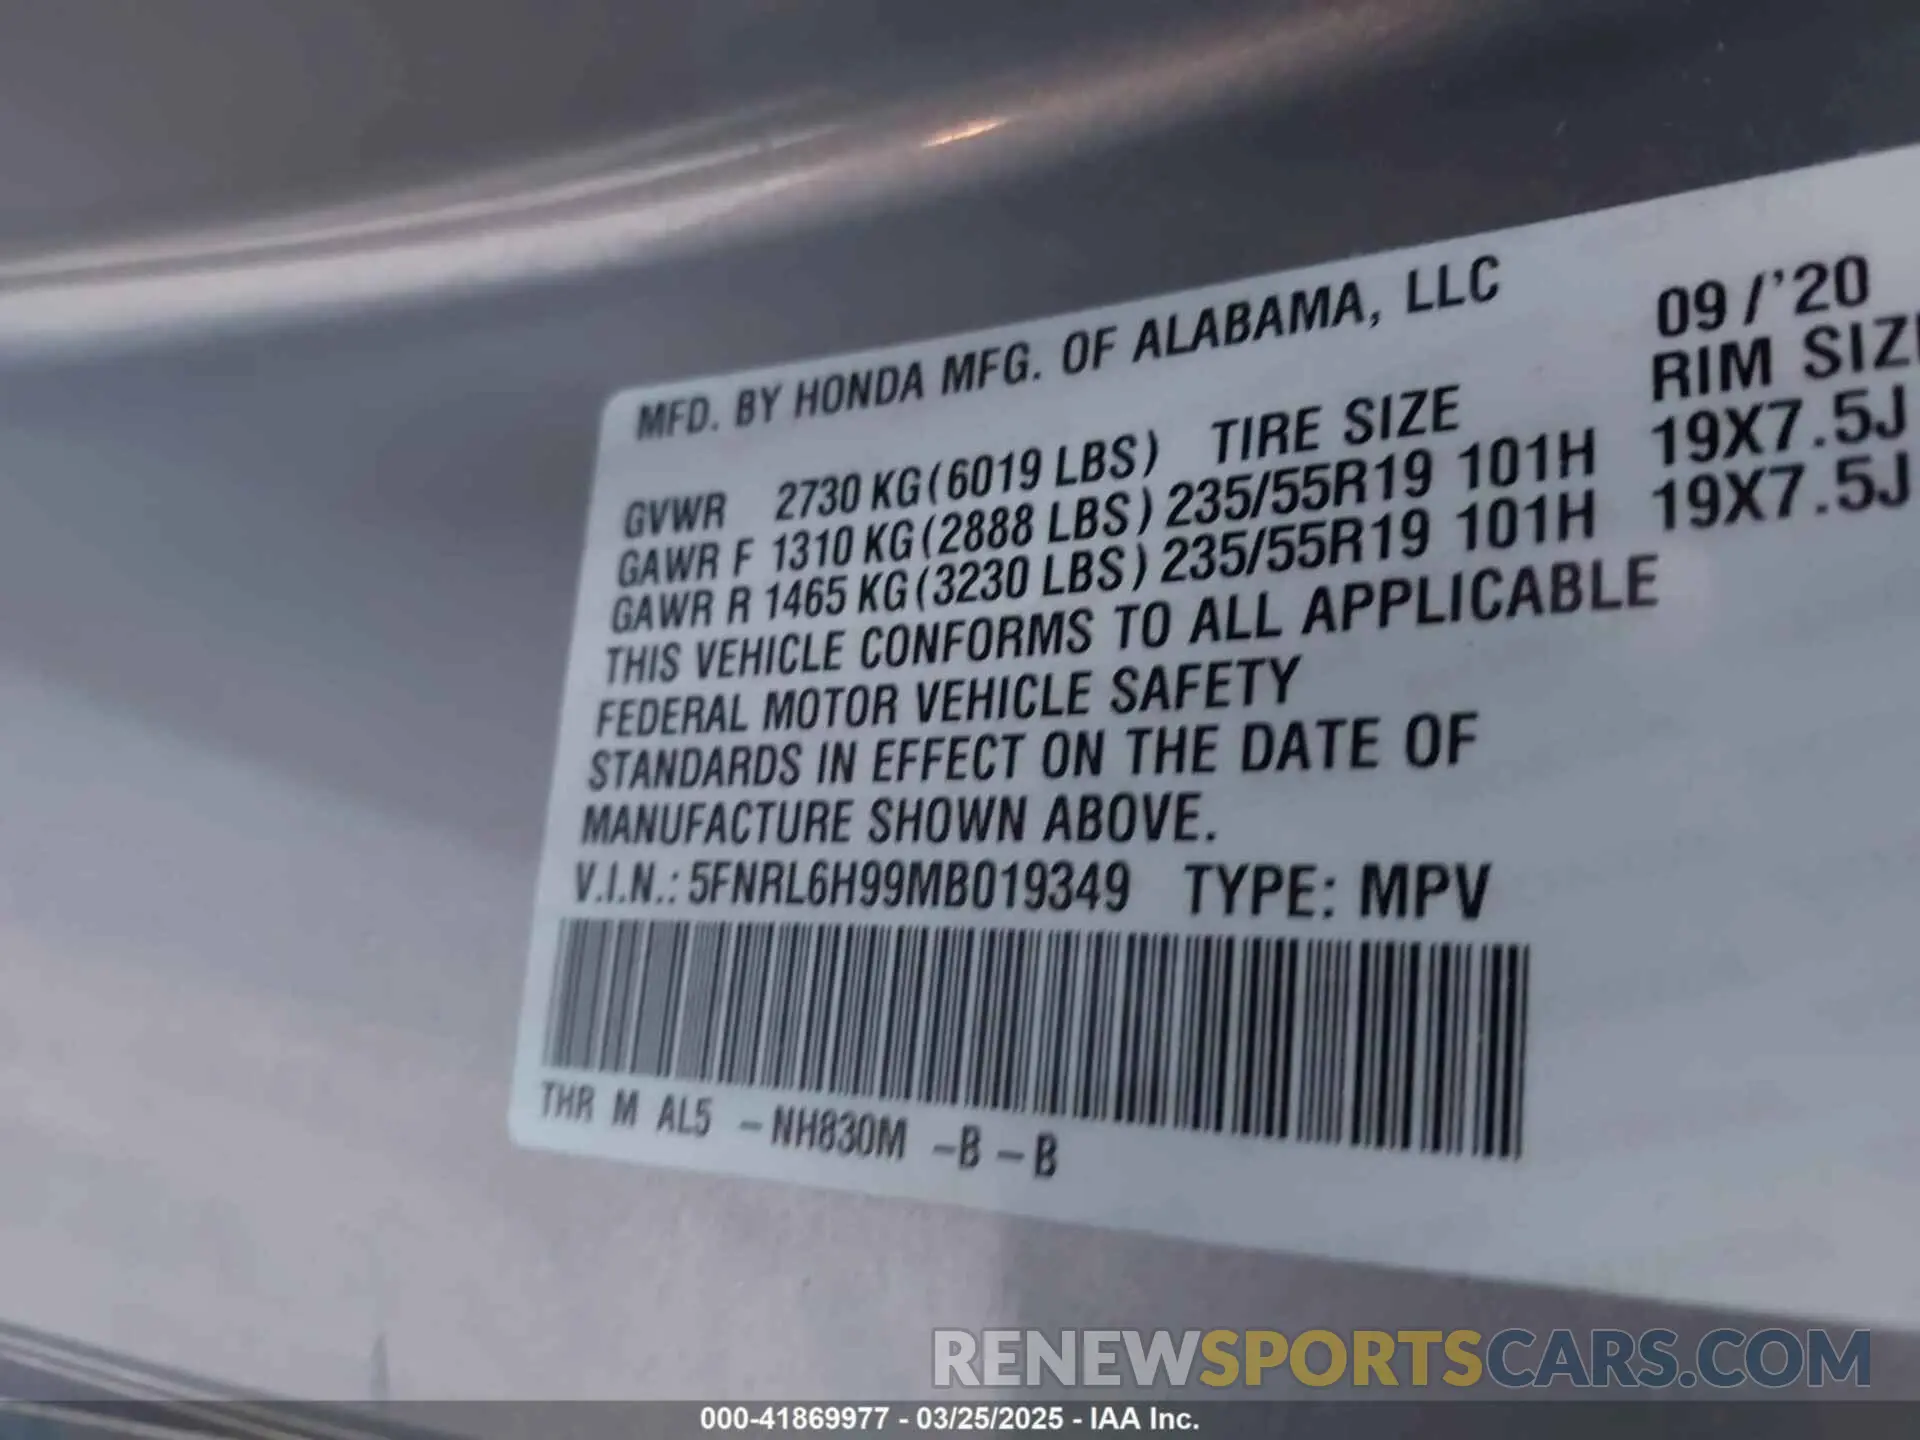 MFD. BY HONDA MFG. OF ALABAMA, LLC 09/'20
GVWR 2730 KG(6019 LBS) TIRE SIZE RIM SIZ
GAWR F 1310 KG(2888 LBS) 235/55R19 101H 19X7.5J
GAWR R 1465 KG(3230 LBS) 235/55R19 101H 19X7.5J
THIS VEHICLE CONFORMS TO ALL APPLICABLE
FEDERAL MOTOR VEHICLE SAFETY
STANDARDS IN EFFECT ON THE DATE OF
MANUFACTURE SHOWN ABOVE.
V.I.N.: 5FNRL6H99MB019349 TYPE: MPV
THR M AL5 -NH830M -B-B
RENEWSPORTSCARS.COM
000-41869977 - 03/25/2025 - IAA Inc.